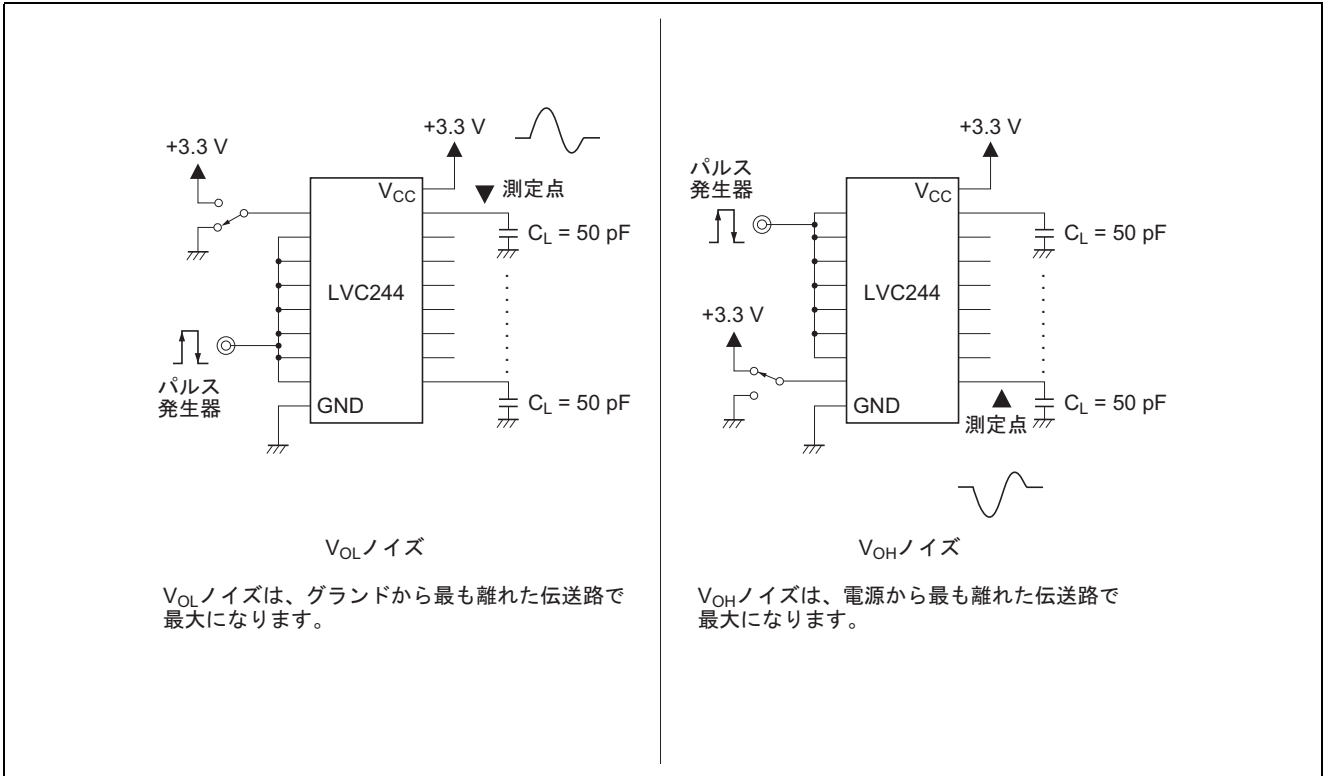 +3.3 V
+3.3 V
VCC
測定点
CL = 50 pF
LVC244
パルス
発生器
GND
CL = 50 pF
VOLノイズ
VOLノイズは、グランドから最も離れた伝送路で
最大になります。
+3.3 V
パルス
発生器
VCC
CL = 50 pF
LVC244
+3.3 V
GND
CL = 50 pF
測定点
VOHノイズ
VOHノイズは、電源から最も離れた伝送路で
最大になります。